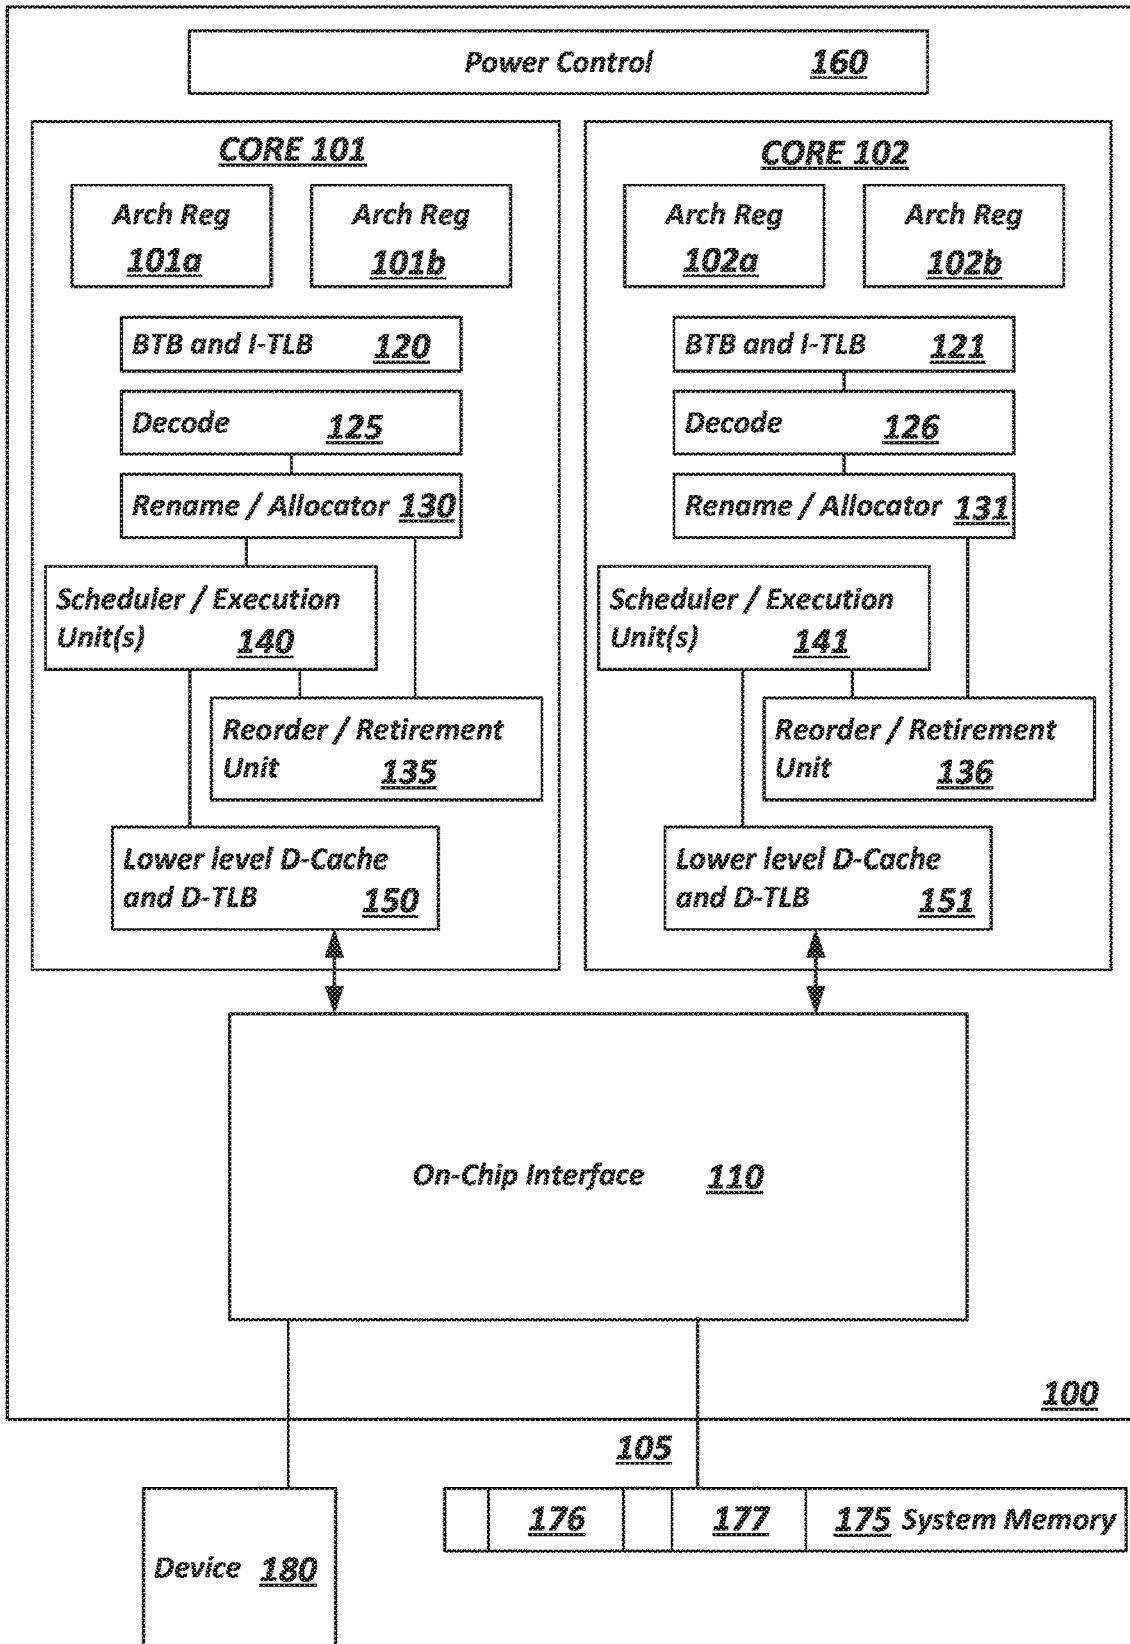 Power Control 160
CORE 101
Arch Reg
101a
Arch Reg
101b
BTB and I-TLB 120
Decode 125
Rename / Allocator 130
Scheduler / Execution
Unit(s) 140
Reorder / Retirement
Unit 135
Lower level D-Cache
and D-TLB 150
CORE 102
Arch Reg
102a
Arch Reg
102b
BTB and I-TLB 121
Decode 126
Rename / Allocator 131
Scheduler / Execution
Unit(s) 141
Reorder / Retirement
Unit 136
Lower level D-Cache
and D-TLB 151
On-Chip Interface 110
100
105
176 177 175 System Memory
Device 180